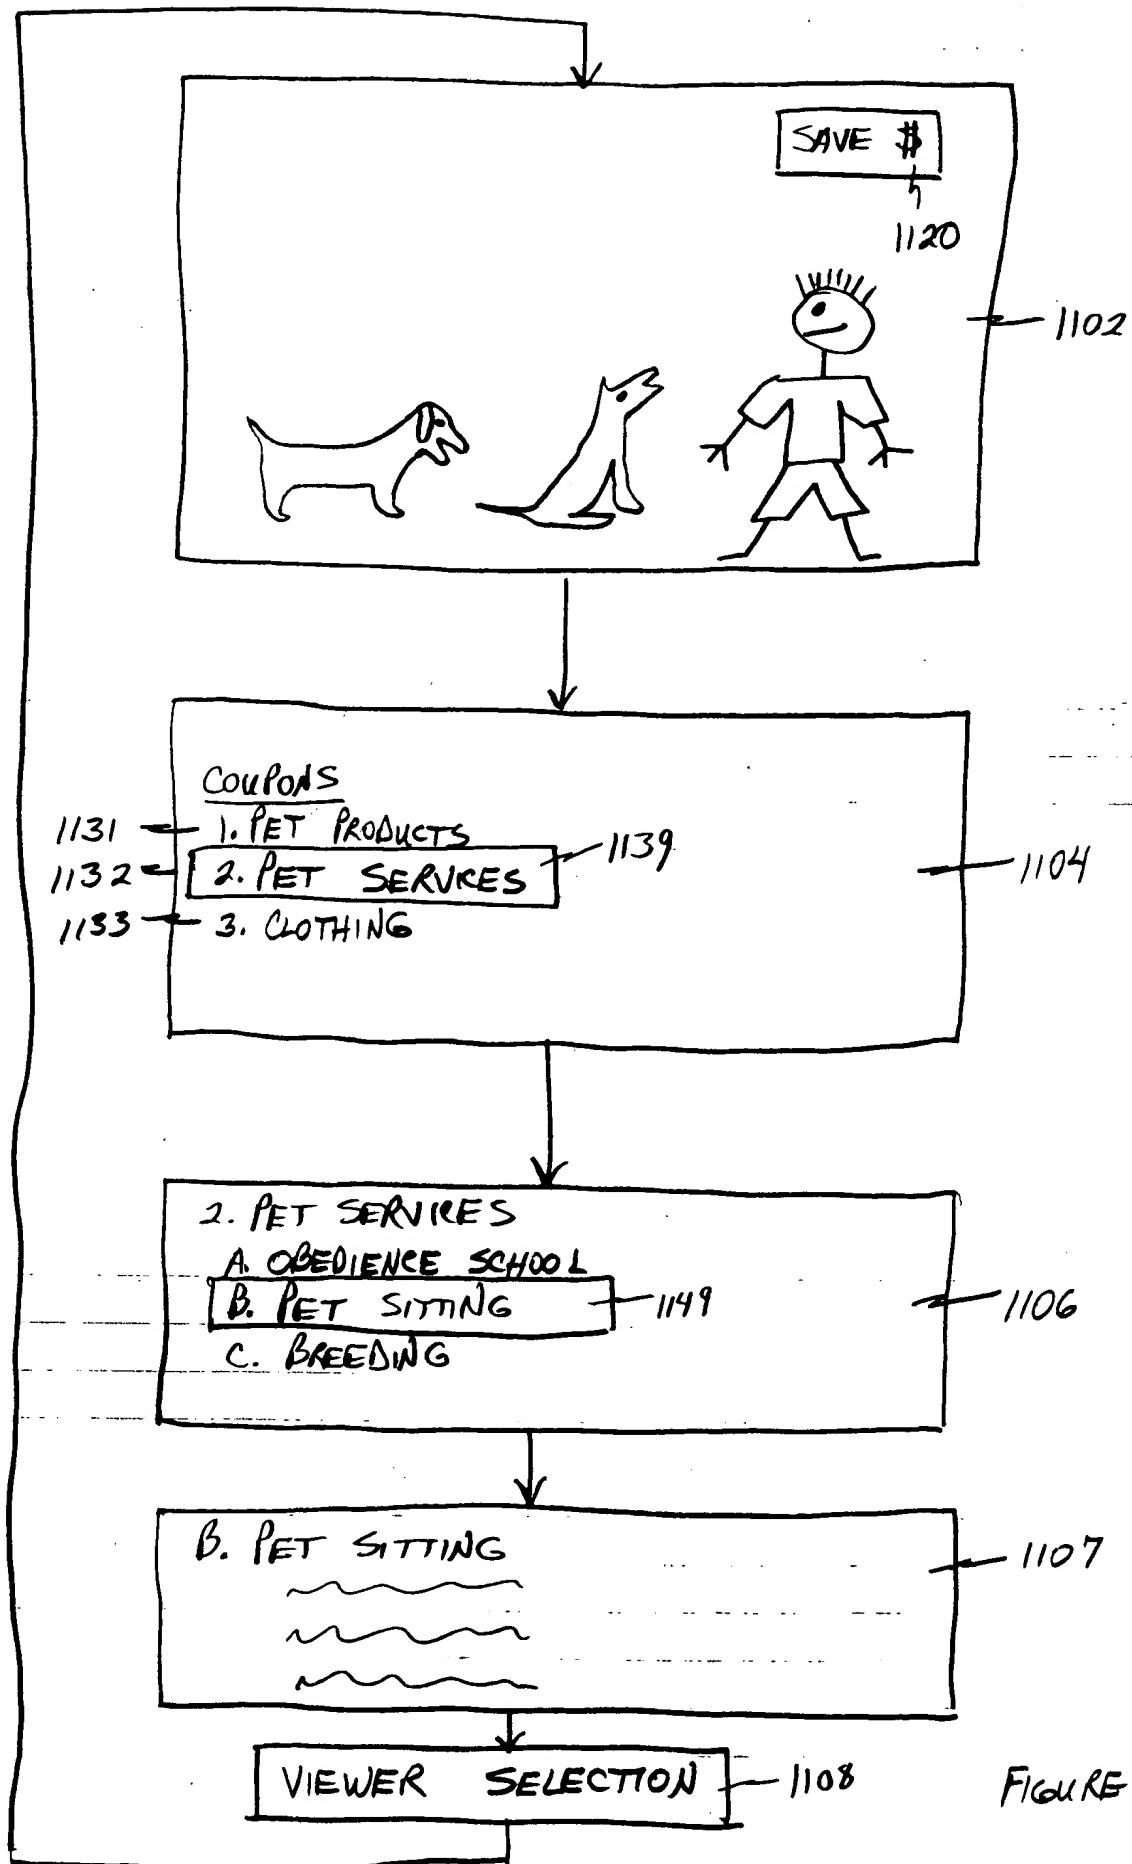 SAVE $
1120
1102
COUPONS
1131 1. PET PRODUCTS
1132 2. PET SERVICES 1139
1133 3. CLOTHING
1104
2. PET SERVICES
A. OBEDIENCE SCHOOL
B. PET SITTING 1149
C. BREEDING
1106
B. PET SITTING
1107
VIEWER SELECTION 1108
FIGURE